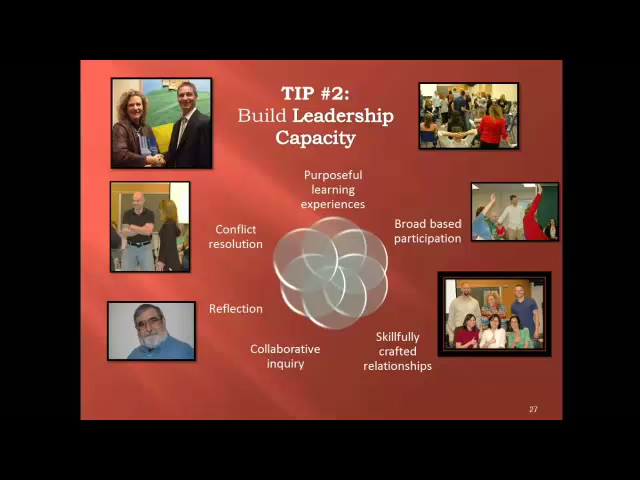 TIP #2:
Build Leadership
Capacity
Purposeful
learning
experiences
Broad based
participation
Skillfully
crafted
relationships
Collaborative
inquiry
Reflection
Conflict
resolution
27